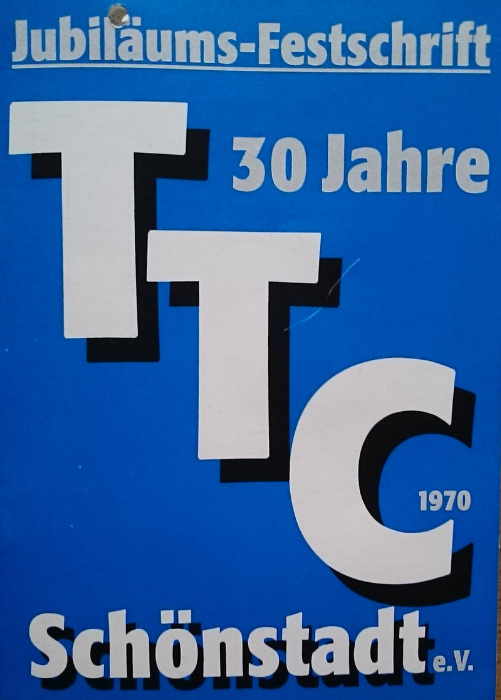 Jubiläums-Festschrift
30 Jahre
TTC
1970
Schönstadt e.V.